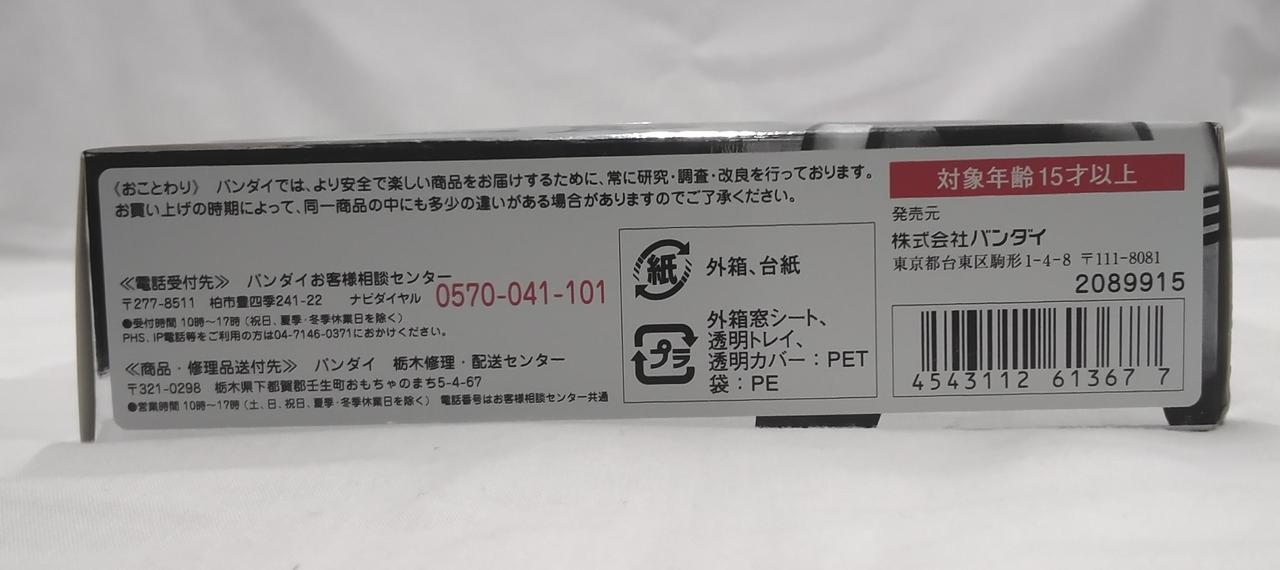 《おことわり》 バンダイでは、より安全で楽しい商品をお届けするために、常に研究・調査・改良を行っております。
お買い上げの時期によって、同一商品の中にも多少の違いがある場合がありますのでご了承ください。
≪電話受付先≫ バンダイお客様相談センター
〒277-8511 柏市豊四季241-22 ナビダイヤル 0570-041-101
●受付時間 10時〜17時(祝日、夏季・冬季休業日を除く)
PHS、IP電話等をご利用の方は04-7146-0371におかけください。
≪商品・修理品送付先≫ バンダイ 栃木修理・配送センター
〒321-0298 栃木県下都賀郡壬生町おもちゃのまち5-4-67
●営業時間 10時〜17時(土、日、祝日、夏季・冬季休業日を除く) 電話番号はお客様相談センター共通
紙
外箱、台紙
プラ
外箱窓シート、
透明トレイ、
透明カバー:PET
袋:PE
対象年齢15才以上
発売元
株式会社バンダイ
東京都台東区駒形1-4-8 〒111-8081
2089915
4543112 61367 7